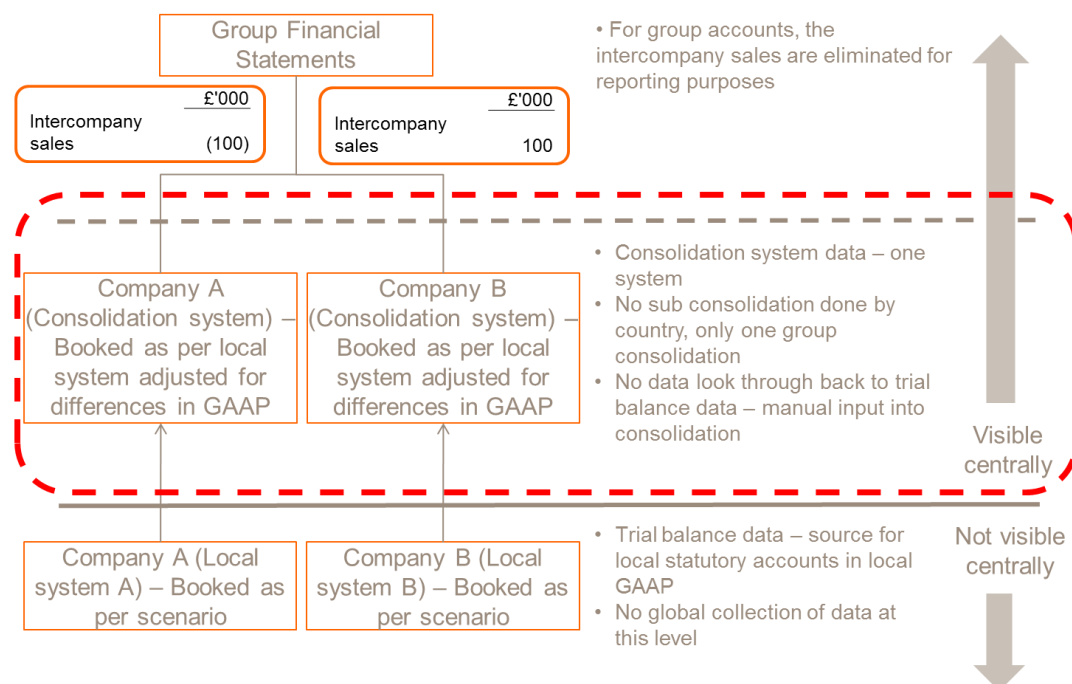 Group Financial
Statements
• For group accounts, the
intercompany sales are eliminated for
reporting purposes
£'000
Intercompany
sales (100)
£'000
Intercompany
sales 100
Company A
(Consolidation system) –
Booked as per local
system adjusted for
differences in GAAP
Company B
(Consolidation system) –
Booked as per local
system adjusted for
differences in GAAP
• Consolidation system data – one
system
• No sub consolidation done by
country, only one group
consolidation
• No data look through back to trial
balance data – manual input into
consolidation
Visible
centrally
Company A (Local
system A) – Booked as
per scenario
Company B (Local
system B) – Booked as
per scenario
• Trial balance data – source for
local statutory accounts in local
GAAP
• No global collection of data at
this level
Not visible
centrally